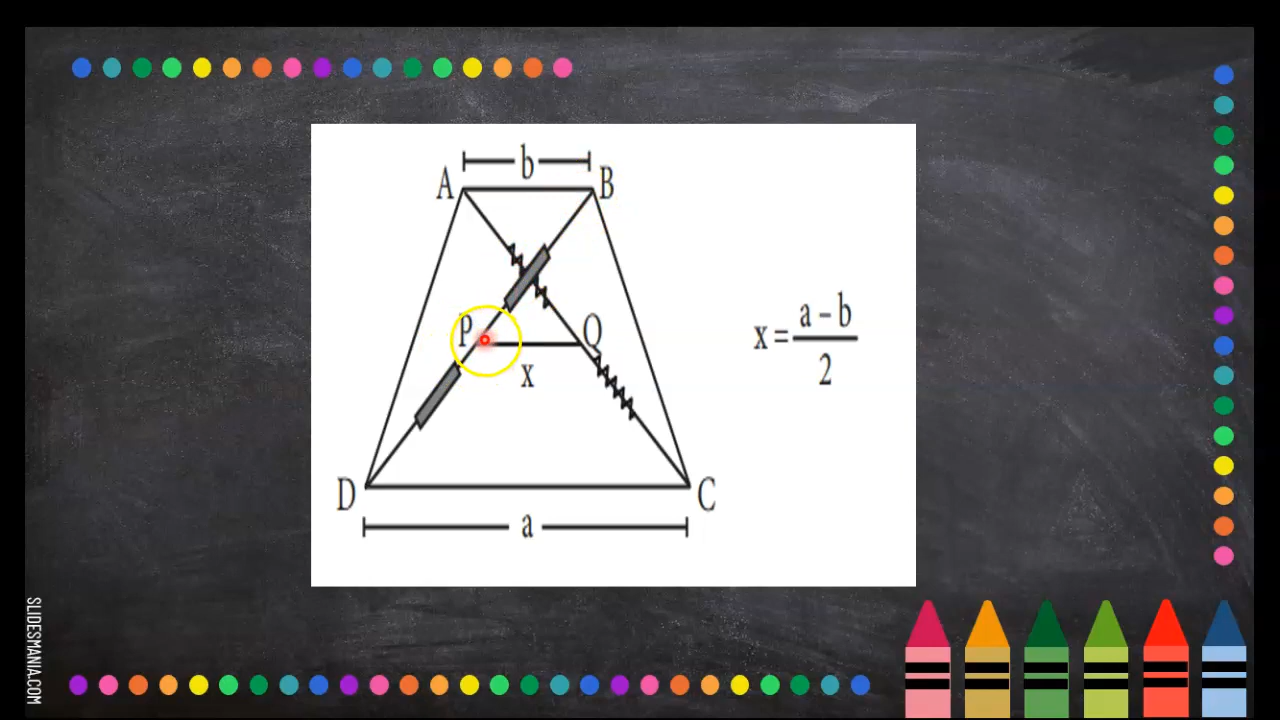 b
A
B
P
Q
x
x = a – b
2
D
C
a
SLIDESMANIA.COM